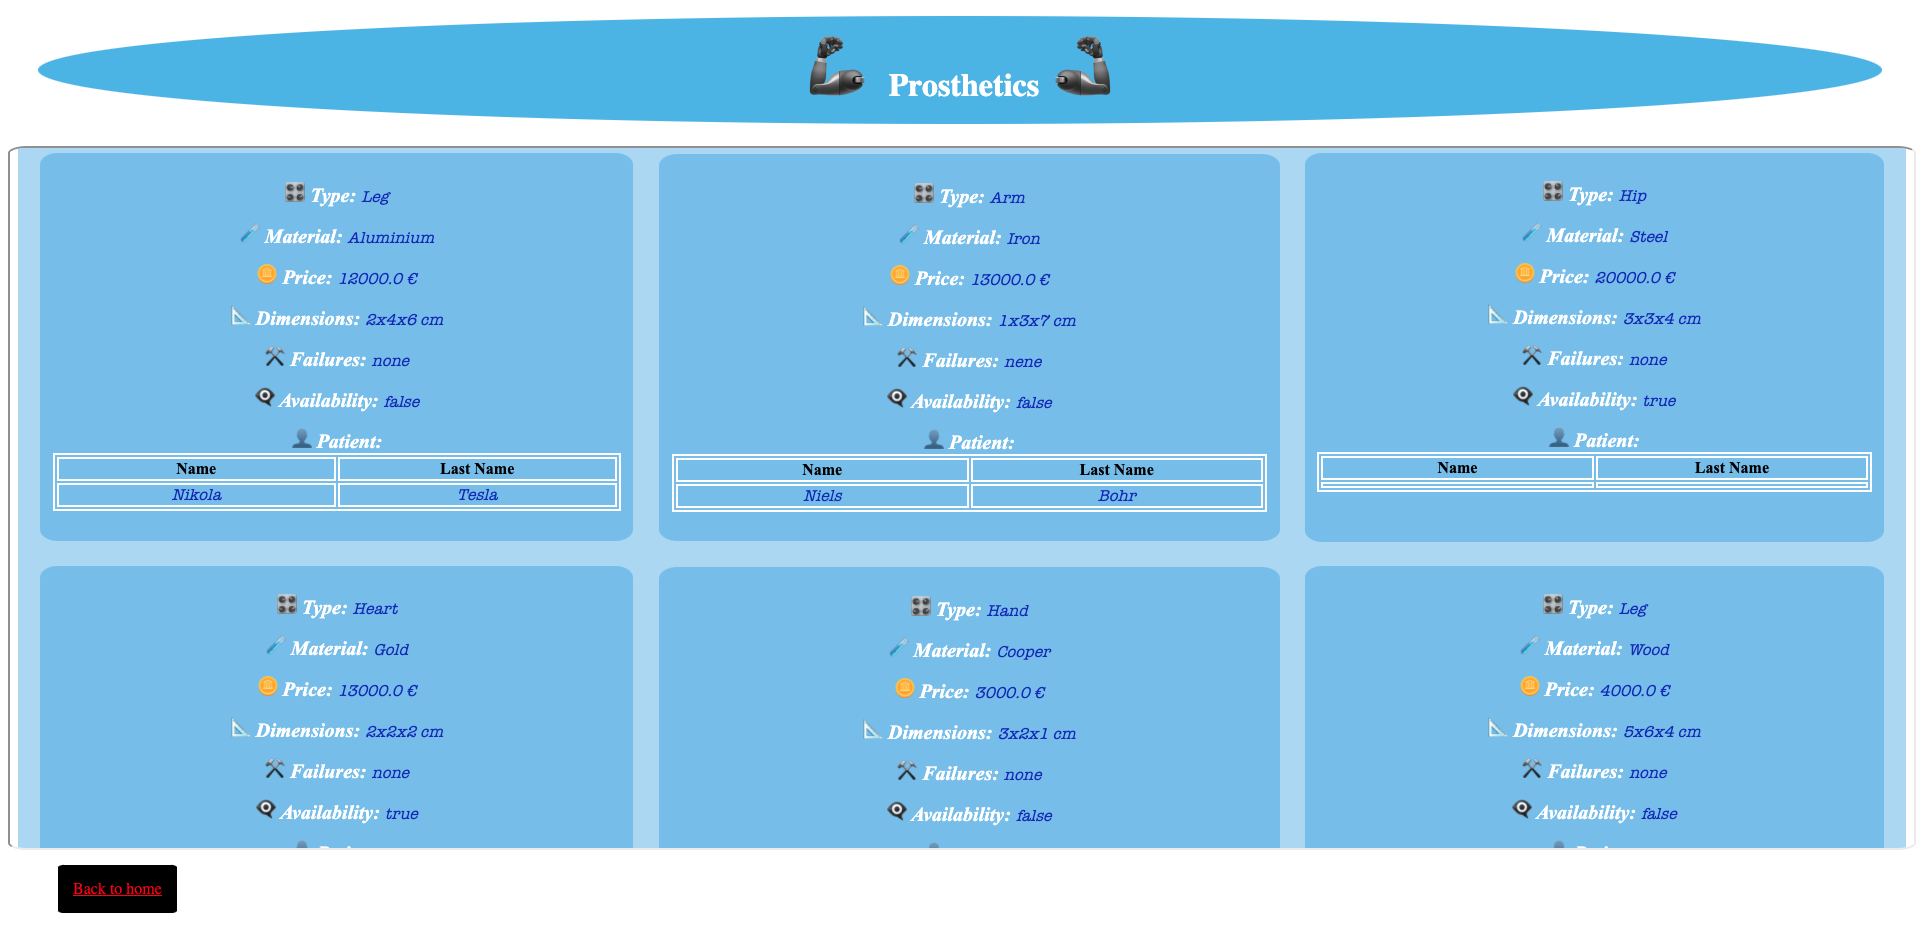 Prosthetics
Type: Leg
Material: Aluminium
Price: 12000.0 €
Dimensions: 2x4x6 cm
Failures: none
Availability: false
Patient:
Name Last Name
Nikola Tesla
Type: Arm
Material: Iron
Price: 13000.0 €
Dimensions: 1x3x7 cm
Failures: nene
Availability: false
Patient:
Name Last Name
Niels Bohr
Type: Hip
Material: Steel
Price: 20000.0 €
Dimensions: 3x3x4 cm
Failures: none
Availability: true
Patient:
Name Last Name
Type: Heart
Material: Gold
Price: 13000.0 €
Dimensions: 2x2x2 cm
Failures: none
Availability: true
Type: Hand
Material: Cooper
Price: 3000.0 €
Dimensions: 3x2x1 cm
Failures: none
Availability: false
Type: Leg
Material: Wood
Price: 4000.0 €
Dimensions: 5x6x4 cm
Failures: none
Availability: false
Back to home